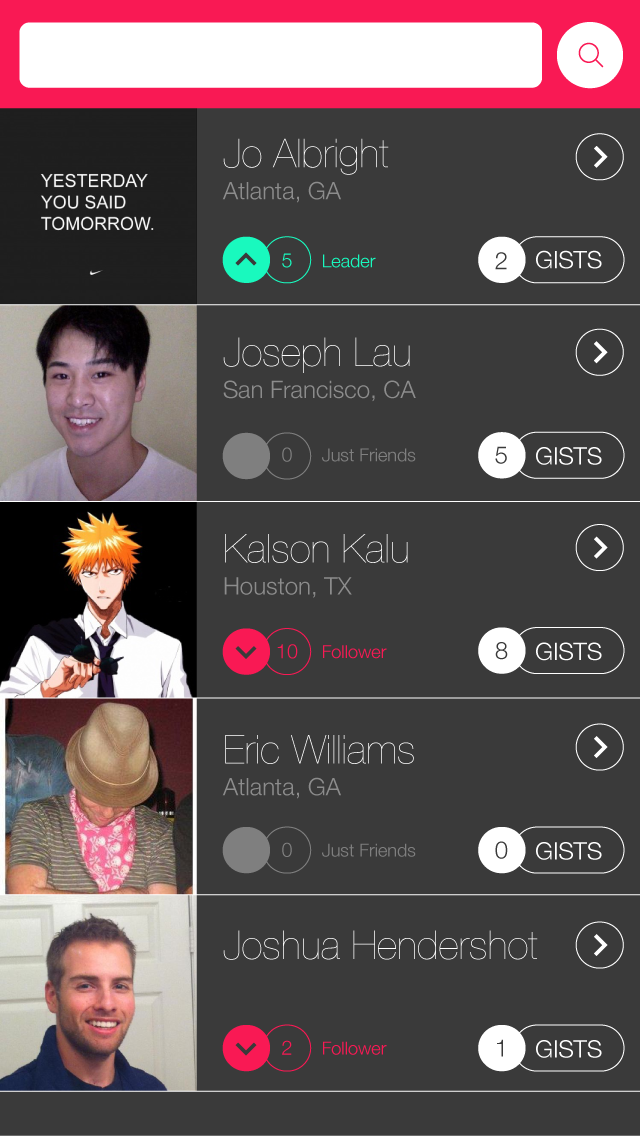 YESTERDAY
YOU SAID
TOMORROW.
Jo Albright
Atlanta, GA
5 Leader
2 GISTS
Joseph Lau
San Francisco, CA
0 Just Friends
5 GISTS
Kalson Kalu
Houston, TX
10 Follower
8 GISTS
Eric Williams
Atlanta, GA
0 Just Friends
0 GISTS
Joshua Hendershot
2 Follower
1 GISTS